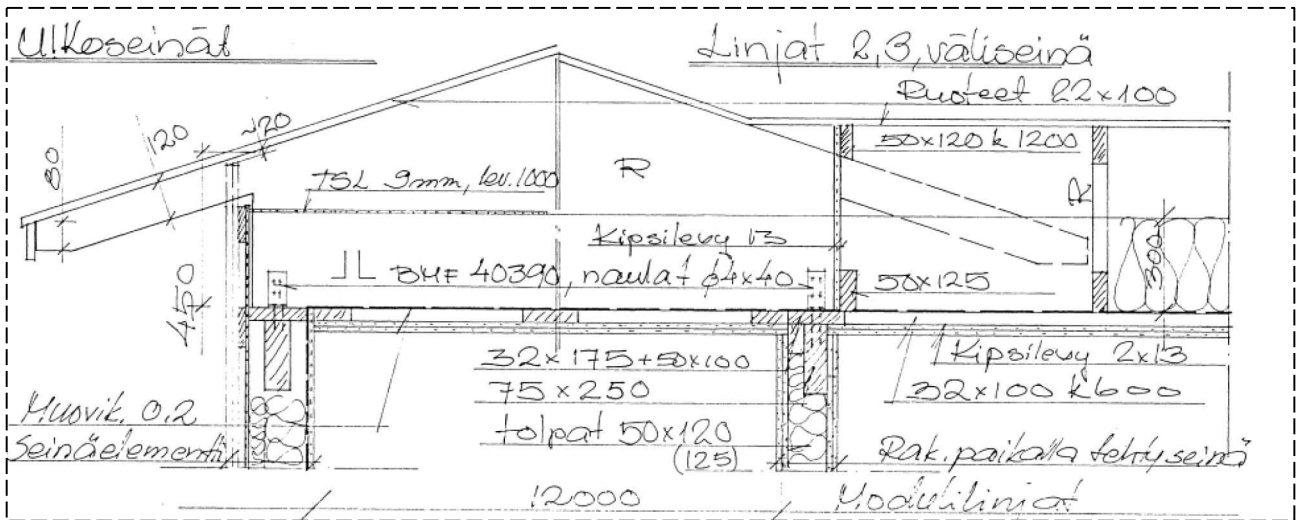 Ulkoseinät
Linjat 2,3, väliseinä
Ruoteet 22x100
80
120
~20
50x120 k 1200
TSL 9mm, lev. 1000
R
R
Kipsilevy 13
300
BMF 40390, naulat ϕ4x40
50x125
450
32x175+50x100
Kipsilevy 2x13
75x250
32x100 k600
Muovik. 0.2
tolpat 50x120
(125)
Seinäelementti
Rak. paikalla tehty seinä
12000
Moduulilinjat